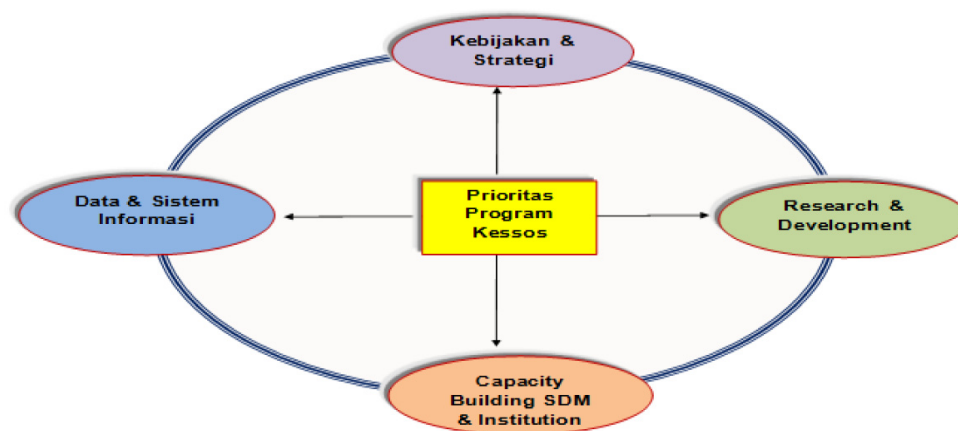 Kebijakan &
Strategi
Data & Sistem
Informasi
Prioritas
Program
Kessos
Research &
Development
Capacity
Building SDM
& Institution